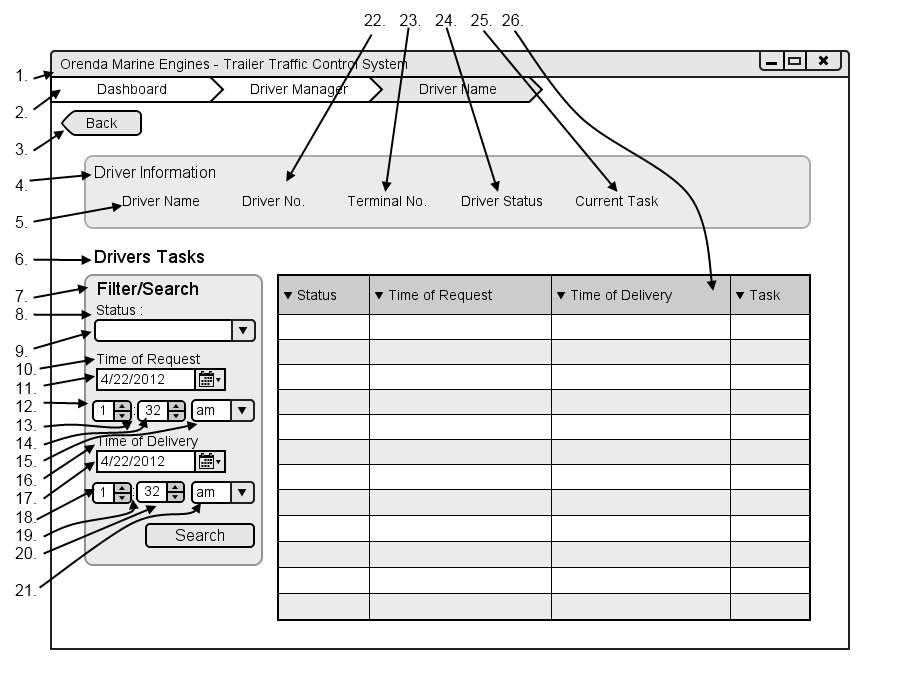 22. 23. 24. 25. 26.
1. Orenda Marine Engines - Trailer Traffic Control System
2. Dashboard Driver Manager Driver Name
3. Back
4. Driver Information
5. Driver Name Driver No. Terminal No. Driver Status Current Task
6. Drivers Tasks
7. Filter/Search
Status Time of Request Time of Delivery Task
8. Status :
9.
10. Time of Request
11. 4/22/2012
12. 1 : 32 am
13.
14.
15. Time of Delivery
16.
17. 4/22/2012
18. 1 : 32 am
19.
20.
Search
21.